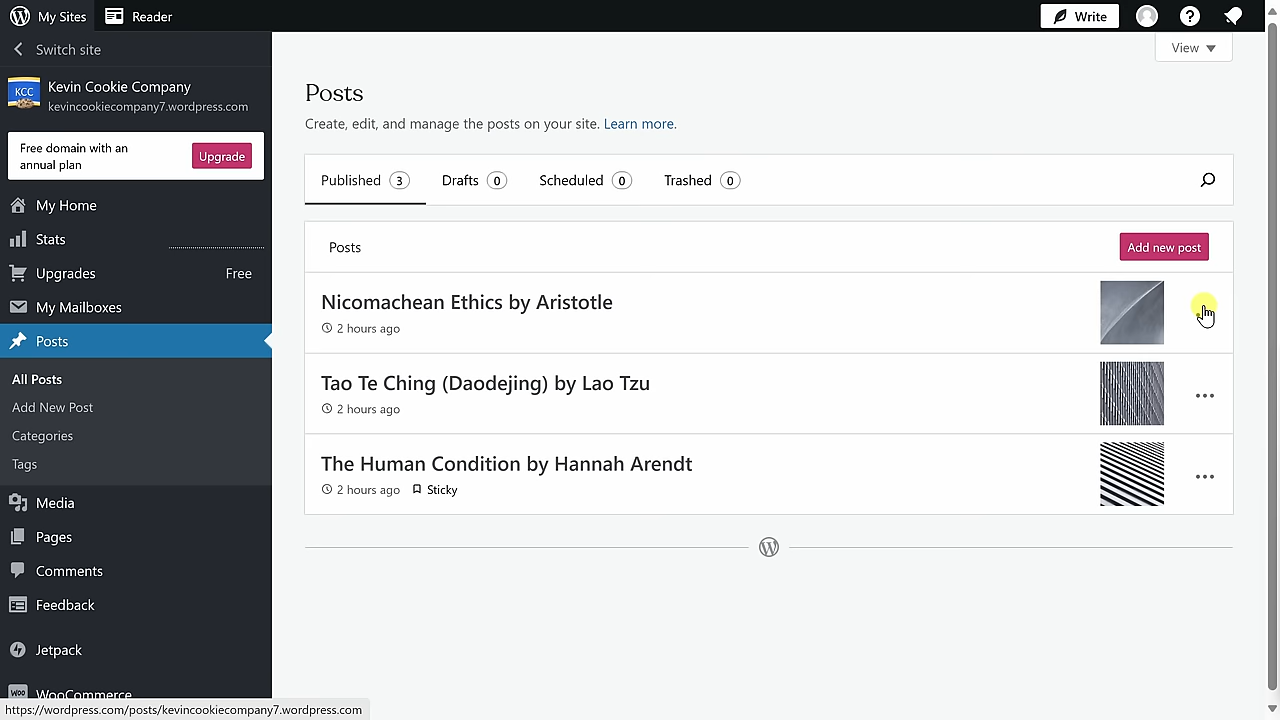 My Sites
Reader
Write
Switch site
View
KCC
Kevin Cookie Company
kevincookiecompany7.wordpress.com
Free domain with an
annual plan
Upgrade
My Home
Stats
Upgrades Free
My Mailboxes
Posts
All Posts
Add New Post
Categories
Tags
Media
Pages
Comments
Feedback
Jetpack
Woo WooCommerce
https://wordpress.com/posts/kevincookiecompany7.wordpress.com
Posts
Create, edit, and manage the posts on your site. Learn more.
Published 3 Drafts 0 Scheduled 0 Trashed 0
Posts
Add new post
Nicomachean Ethics by Aristotle
2 hours ago
Tao Te Ching (Daodejing) by Lao Tzu
2 hours ago
The Human Condition by Hannah Arendt
2 hours ago Sticky